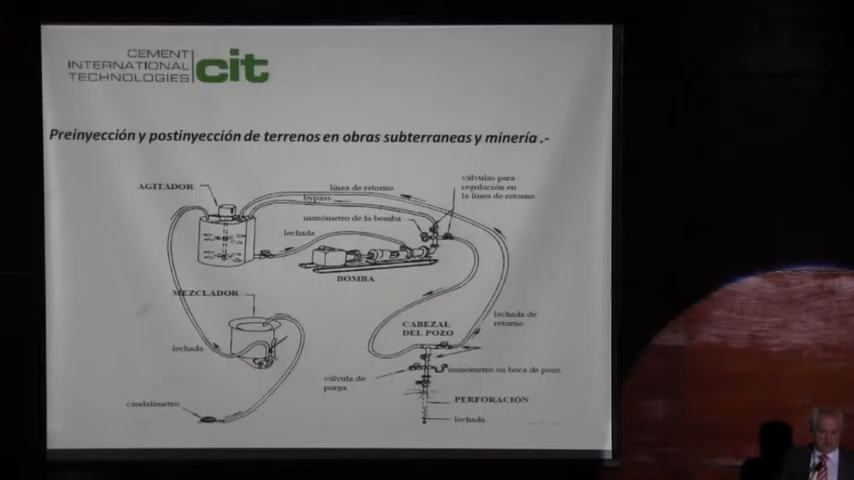 CEMENT
INTERNATIONAL
TECHNOLOGIES
cit
Preinyección y postinyección de terrenos en obras subterraneas y minería .-
AGITADOR
línea de retorno
bypass
válvulas para
regulación en
la línea de retorno
manómetro de la bomba
lechada
BOMBA
MEZCLADOR
lechada de
retorno
CABEZAL
DEL POZO
lechada
manómetro en boca de pozo
válvula de
purga
PERFORACIÓN
caudalímetro
lechada